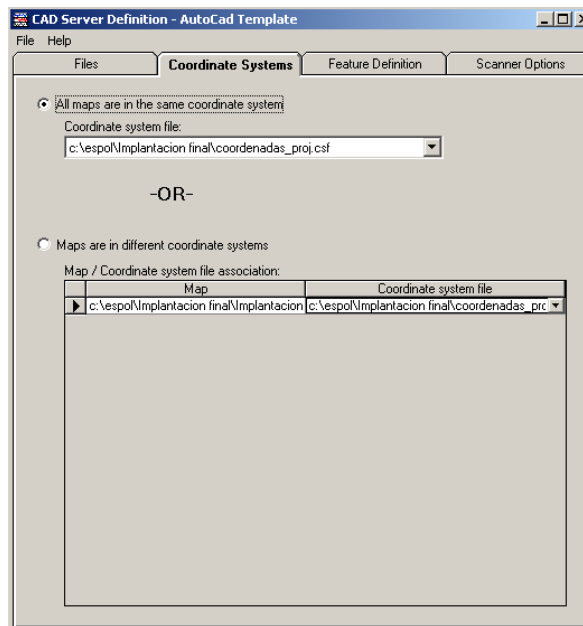 CAD Server Definition - AutoCad Template
File Help
Files Coordinate Systems Feature Definition Scanner Options
All maps are in the same coordinate system
Coordinate system file:
c:\espol\Implantacion final\coordenadas_proj.csf
-OR-
Maps are in different coordinate systems
Map / Coordinate system file association:
Map Coordinate system file
c:\espol\Implantacion final\Implantacion c:\espol\Implantacion final\coordenadas_prc